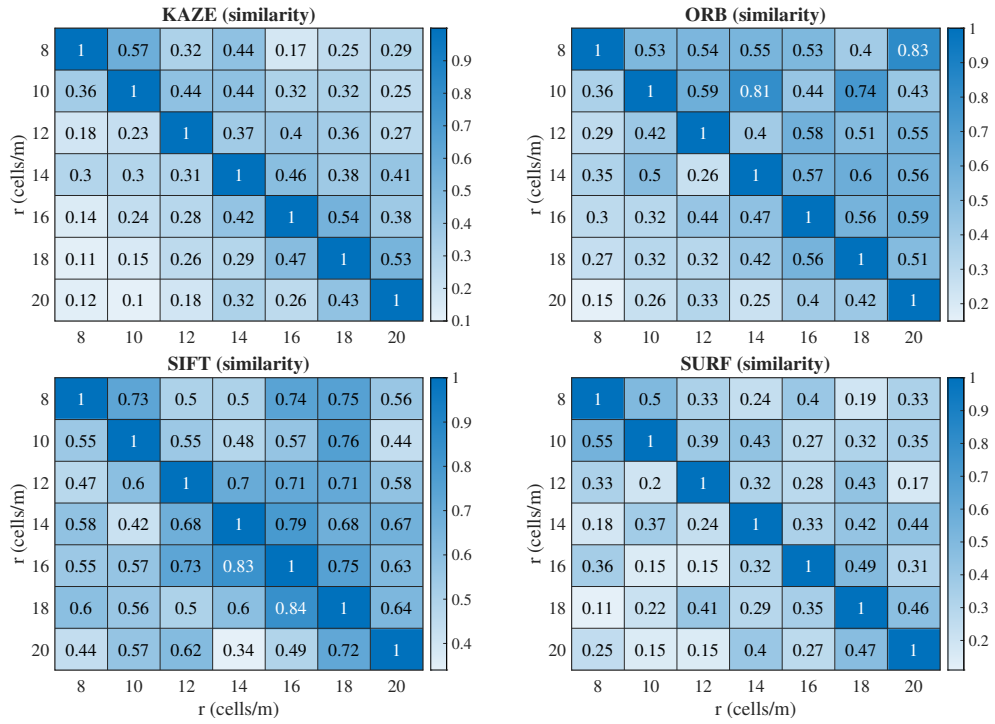 KAZE (similarity)
8 1 0.57 0.32 0.44 0.17 0.25 0.29
10 0.36 1 0.44 0.44 0.32 0.32 0.25
12 0.18 0.23 1 0.37 0.4 0.36 0.27
14 0.3 0.3 0.31 1 0.46 0.38 0.41
16 0.14 0.24 0.28 0.42 1 0.54 0.38
18 0.11 0.15 0.26 0.29 0.47 1 0.53
20 0.12 0.1 0.18 0.32 0.26 0.43 1
8 10 12 14 16 18 20
r (cells/m)
0.9
0.8
0.7
0.6
0.5
0.4
0.3
0.2
0.1
ORB (similarity)
8 1 0.53 0.54 0.55 0.53 0.4 0.83
10 0.36 1 0.59 0.81 0.44 0.74 0.43
12 0.29 0.42 1 0.4 0.58 0.51 0.55
14 0.35 0.5 0.26 1 0.57 0.6 0.56
16 0.3 0.32 0.44 0.47 1 0.56 0.59
18 0.27 0.32 0.32 0.42 0.56 1 0.51
20 0.15 0.26 0.33 0.25 0.4 0.42 1
8 10 12 14 16 18 20
r (cells/m)
1
0.9
0.8
0.7
0.6
0.5
0.4
0.3
0.2
SIFT (similarity)
8 1 0.73 0.5 0.5 0.74 0.75 0.56
10 0.55 1 0.55 0.48 0.57 0.76 0.44
12 0.47 0.6 1 0.7 0.71 0.71 0.58
14 0.58 0.42 0.68 1 0.79 0.68 0.67
16 0.55 0.57 0.73 0.83 1 0.75 0.63
18 0.6 0.56 0.5 0.6 0.84 1 0.64
20 0.44 0.57 0.62 0.34 0.49 0.72 1
8 10 12 14 16 18 20
r (cells/m)
r (cells/m)
1
0.9
0.8
0.7
0.6
0.5
0.4
SURF (similarity)
8 1 0.5 0.33 0.24 0.4 0.19 0.33
10 0.55 1 0.39 0.43 0.27 0.32 0.35
12 0.33 0.2 1 0.32 0.28 0.43 0.17
14 0.18 0.37 0.24 1 0.33 0.42 0.44
16 0.36 0.15 0.15 0.32 1 0.49 0.31
18 0.11 0.22 0.41 0.29 0.35 1 0.46
20 0.25 0.15 0.15 0.4 0.27 0.47 1
8 10 12 14 16 18 20
r (cells/m)
r (cells/m)
1
0.9
0.8
0.7
0.6
0.5
0.4
0.3
0.2